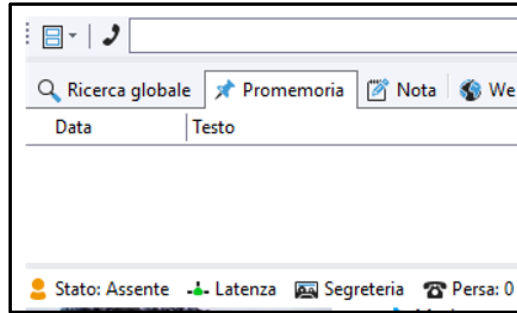 Ricerca globale Promemoria Nota We
Data Testo
Stato: Assente Latenza Segreteria Persa: 0